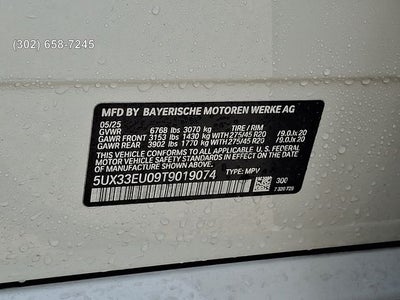 (302) 658-7245
MFD BY BAYERISCHE MOTOREN WERKE AG
05/25
GVWR 6768 lbs 3070 kg TIRE / RIM
GAWR FRONT 3153 lbs 1430 kg WITH 275/45 R20 /9.0Jx20
GAWR REAR 3902 lbs 1770 kg WITH 275/45 R20 /9.0Jx 20
THIS VEHICLE CONFORMS TO ALL APPLICABLE
U.S. FEDERAL MOTOR VEHICLE SAFETY STANDARDS IN
EFFECT ON THE DATE OF MANUFACTURE SHOWN ABOVE.
5UX33EU09T9019074 TYPE: MPV
300